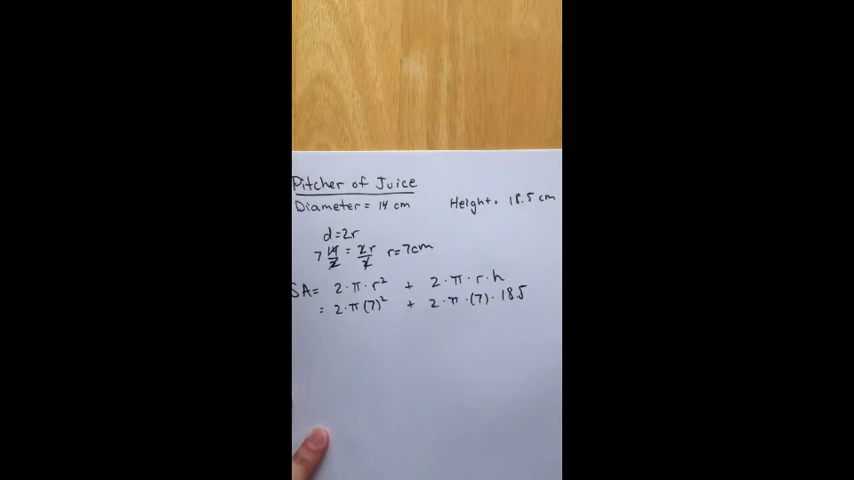 Pitcher of Juice
Diameter = 14 cm Height = 18.5 cm
d=2r
7 14/2 = 2r/2 r=7cm
SA = 2·π·r² + 2·π·r·h
= 2·π(7)² + 2·π·(7)·18.5